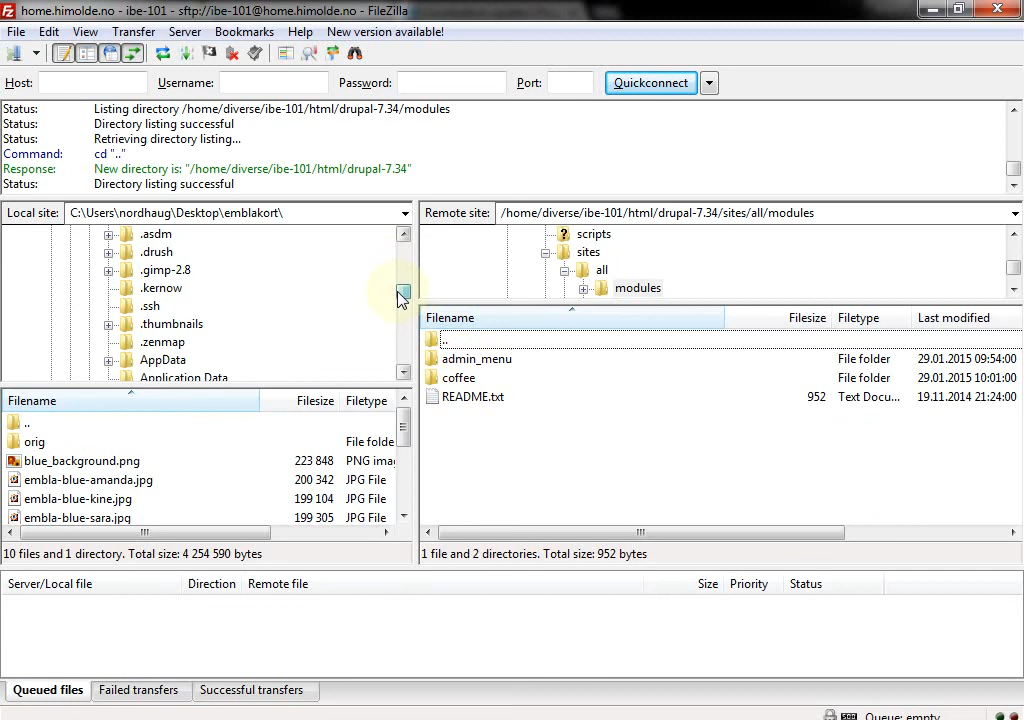 home.himolde.no - ibe-101 - sftp://ibe-101@home.himolde.no - FileZilla
File Edit View Transfer Server Bookmarks Help New version available!
Host: Username: Password: Port: Quickconnect
Status: Listing directory /home/diverse/ibe-101/html/drupal-7.34/modules
Status: Directory listing successful
Status: Retrieving directory listing...
Command: cd ".."
Response: New directory is: "/home/diverse/ibe-101/html/drupal-7.34"
Status: Directory listing successful
Local site: C:\Users\nordhaug\Desktop\emblakort\
.asdm
.drush
.gimp-2.8
.kernow
.ssh
.thumbnails
.zenmap
AppData
Application Data
Filename Filesize Filetype
..
orig File folde
blue_background.png 223 848 PNG ima
embla-blue-amanda.jpg 200 342 JPG File
embla-blue-kine.jpg 199 104 JPG File
embla-blue-sara.jpg 199 305 JPG File
10 files and 1 directory. Total size: 4 254 590 bytes
Remote site: /home/diverse/ibe-101/html/drupal-7.34/sites/all/modules
scripts
sites
all
modules
Filename Filesize Filetype Last modified
..
admin_menu File folder 29.01.2015 09:54:00
coffee File folder 29.01.2015 10:01:00
README.txt 952 Text Docu... 19.11.2014 21:24:00
1 file and 2 directories. Total size: 952 bytes
Server/Local file Direction Remote file Size Priority Status
Queued files Failed transfers Successful transfers
Queue: empty